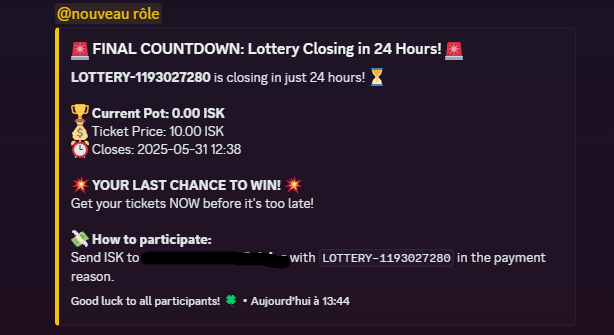 @nouveau rôle
🚨 FINAL COUNTDOWN: Lottery Closing in 24 Hours! 🚨
LOTTERY-1193027280 is closing in just 24 hours! ⏳
🏆 Current Pot: 0.00 ISK
💰 Ticket Price: 10.00 ISK
⏰ Closes: 2025-05-31 12:38
💥 YOUR LAST CHANCE TO WIN! 💥
Get your tickets NOW before it's too late!
💸 How to participate:
Send ISK to with LOTTERY-1193027280 in the payment
reason.
Good luck to all participants! 🍀 • Aujourd'hui à 13:44